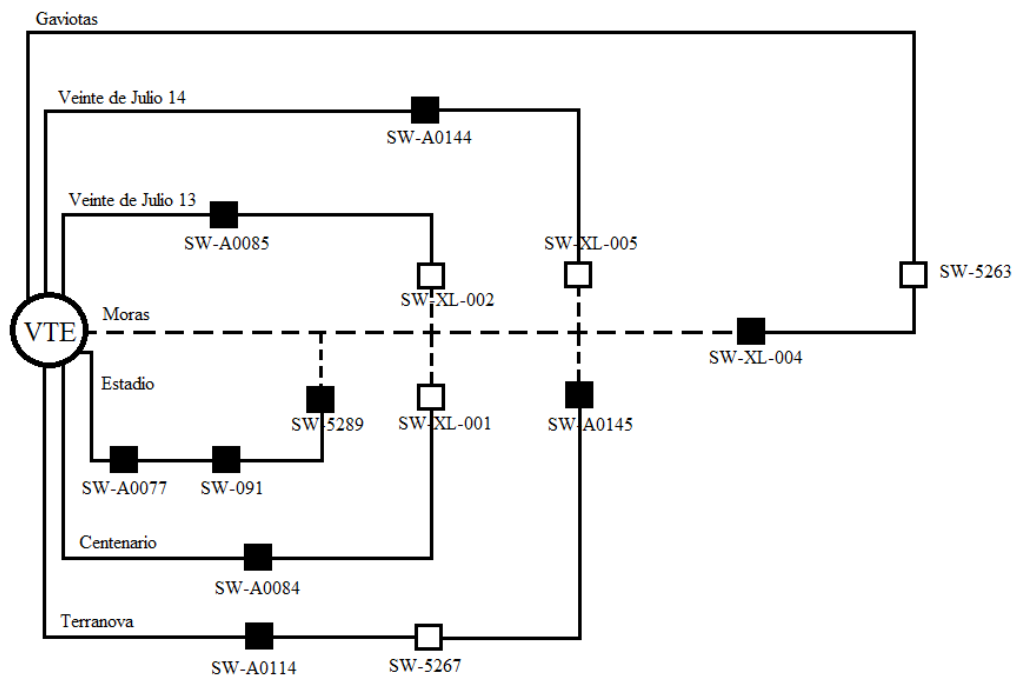 Gaviotas
Veinte de Julio 14
SW-A0144
Veinte de Julio 13
SW-A0085
SW-XL-005
SW-5263
SW-XL-002
Moras
VTE
SW-XL-004
Estadio
SW-5289
SW-XL-001
SW-A0145
SW-A0077
SW-091
Centenario
SW-A0084
Terranova
SW-A0114
SW-5267